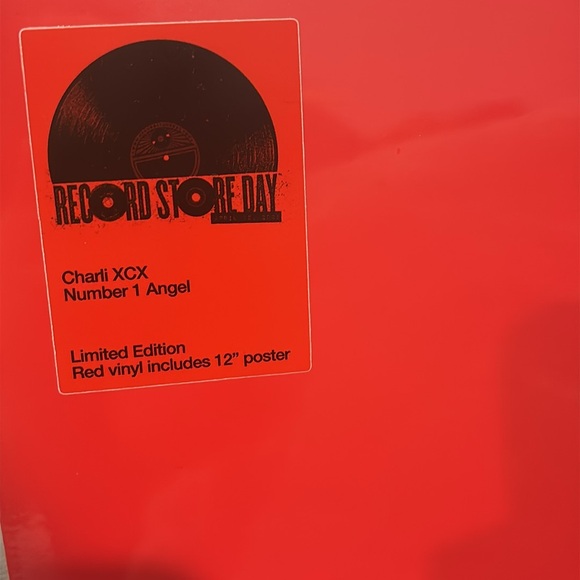 RECORD STORE DAY
Charli XCX
Number 1 Angel
Limited Edition
Red vinyl includes 12” poster